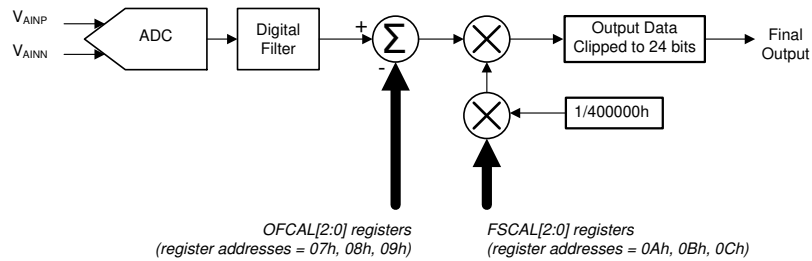 V_AINP
V_AINN
ADC
Digital
Filter
+
-
Σ
Output Data
Clipped to 24 bits
Final
Output
1/400000h
OFCAL[2:0] registers
(register addresses = 07h, 08h, 09h)
FSCAL[2:0] registers
(register addresses = 0Ah, 0Bh, 0Ch)